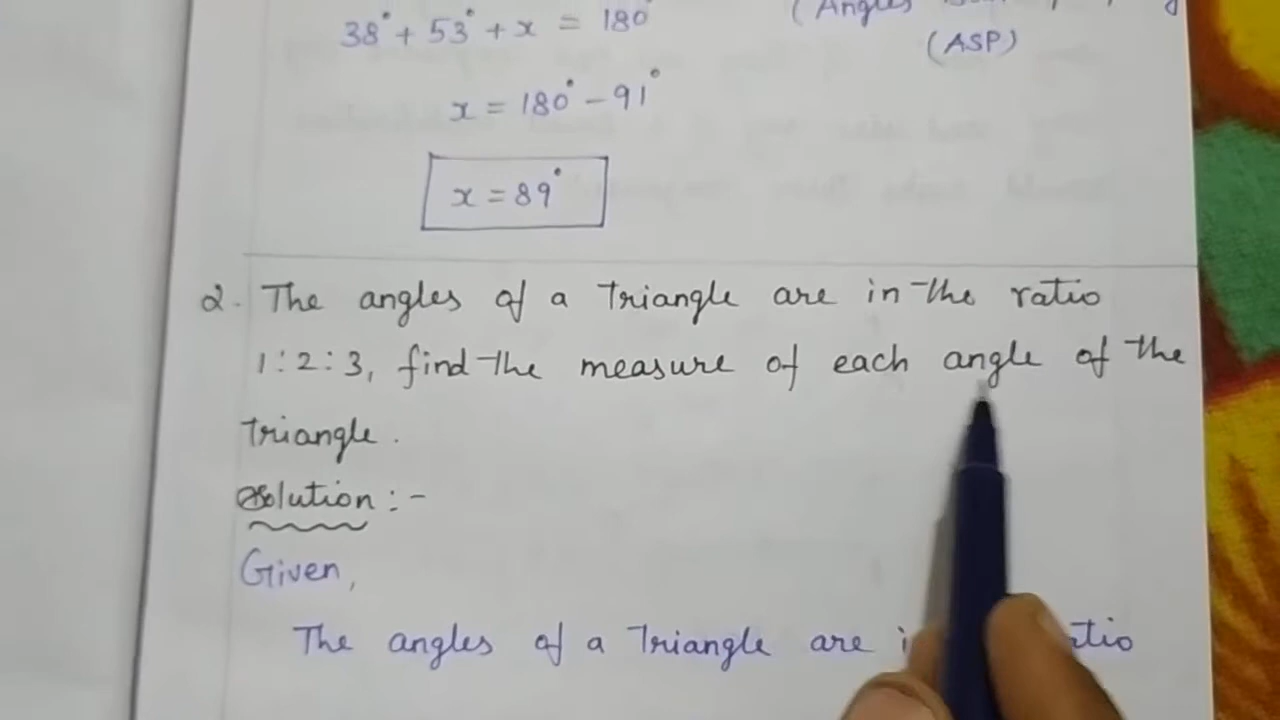 38° + 53° + x = 180° (Angles
(ASP)
x = 180° - 91°
x = 89°
2. The angles of a Triangle are in the ratio
1:2:3, find the measure of each angle of the
Triangle.
Solution :-
Given,
The angles of a Triangle are